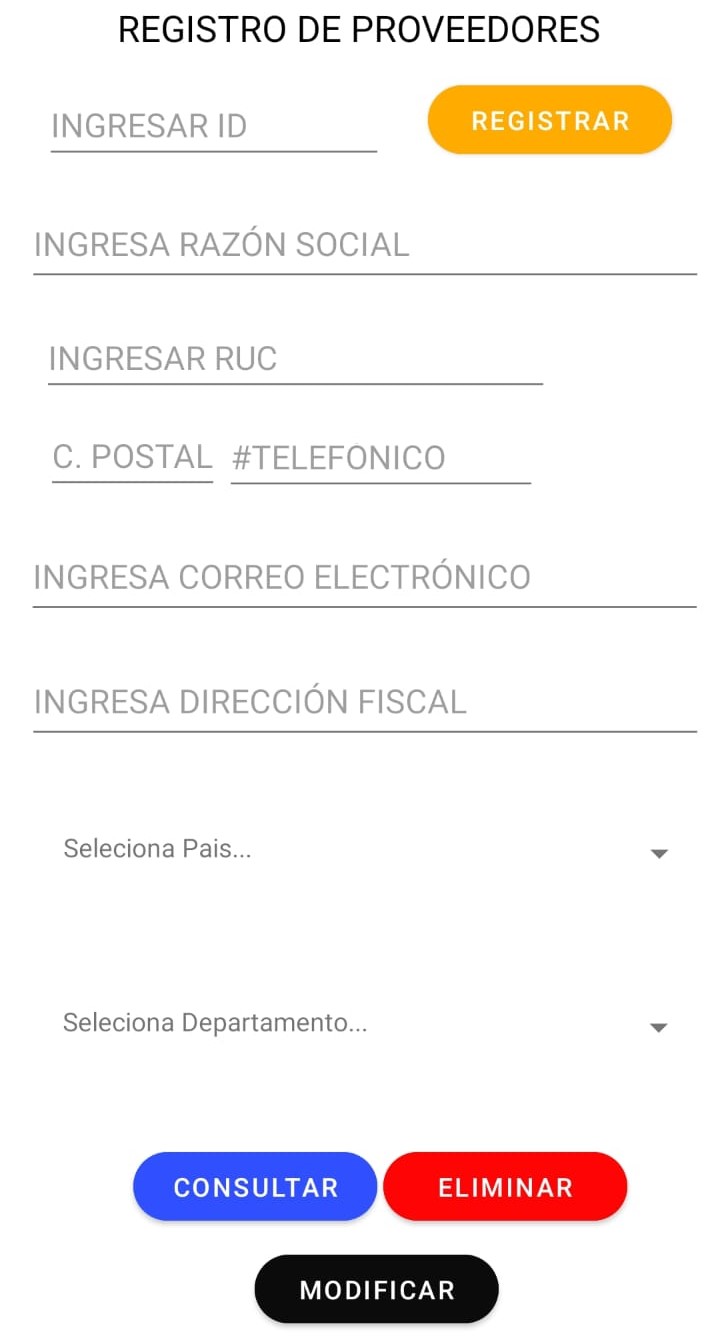 REGISTRO DE PROVEEDORES
INGRESAR ID
REGISTRAR
INGRESA RAZÓN SOCIAL
INGRESAR RUC
C. POSTAL #TELEFONICO
INGRESA CORREO ELECTRÓNICO
INGRESA DIRECCIÓN FISCAL
Seleciona Pais...
Seleciona Departamento...
CONSULTAR
ELIMINAR
MODIFICAR